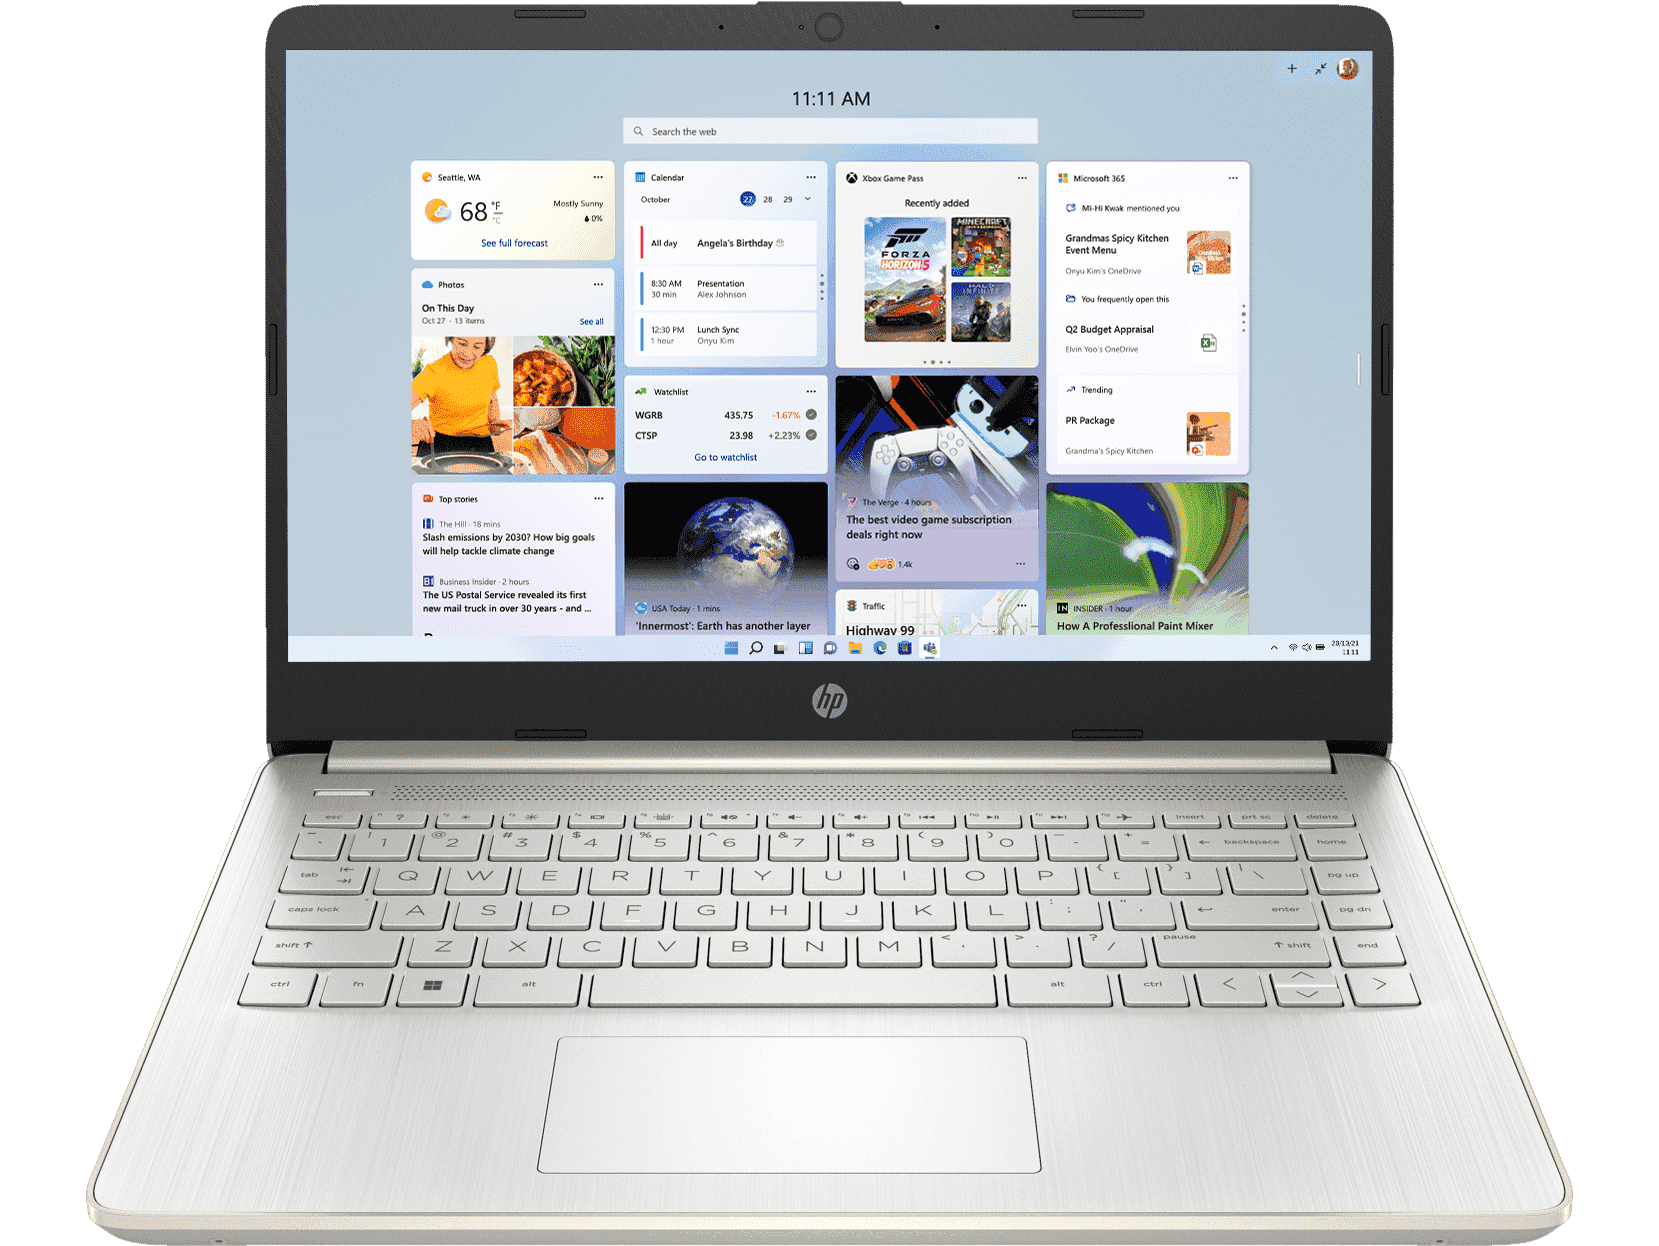 11:11 AM
Search the web
Seattle, WA
68 °F
°C
Mostly Sunny
0%
See full forecast
Photos
On This Day
Oct 27 · 13 items
See all
Top stories
The Hill · 18 mins
Slash emissions by 2030? How big goals
will help tackle climate change
Business Insider · 2 hours
The US Postal Service revealed its first
new mail truck in over 30 years - and ...
Calendar
October
27 28 29
All day Angela's Birthday
8:30 AM Presentation
30 min Alex Johnson
12:30 PM Lunch Sync
1 hour Onyu Kim
Watchlist
WGRB 435.75 -1.67%
CTSP 23.98 +2.23%
Go to watchlist
USA Today · 1 mins
'Innermost': Earth has another layer
Xbox Game Pass
Recently added
FORZA
HORIZON 5
MINECRAFT
HALO
INFINITE
The Verge · 4 hours
The best video game subscription
deals right now
1.4k
Traffic
Highway 99
Microsoft 365
Mi-Hi Kwak mentioned you
Grandmas Spicy Kitchen
Event Menu
Onyu Kim's OneDrive
You frequently open this
Q2 Budget Appraisal
Elvin Yoo's OneDrive
Trending
PR Package
Grandma's Spicy Kitchen
INSIDER · 1 hour
How A Professional Paint Mixer
11:11
hp
esc ? insert prt sc delete
~ ` 1 @ 2 # 3 $ 4 % 5 ^ 6 & 7 * 8 ( 9 ) 0 _ - + = ← backspace home
tab Q W E R T Y U I O P { [ } ] | \ pg up
caps lock A S D F G H J K L : ; " ' enter pg dn
shift ↑ Z X C V B N M < , > . ? / pause ↑ shift end
ctrl fn alt alt ctrl